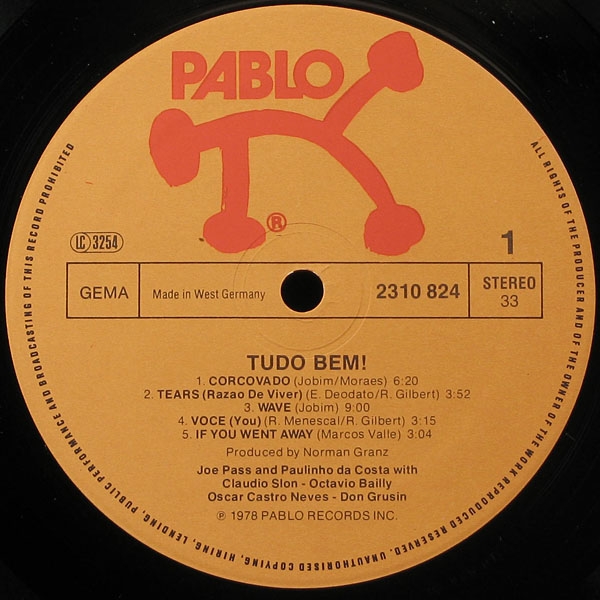 PABLO
®
LC 3254
1
GEMA
Made in West Germany
2310 824
STEREO
33
TUDO BEM!
1. CORCOVADO (Jobim/Moraes) 6:20
2. TEARS (Razao De Viver) (E. Deodato/R. Gilbert) 3:52
3. WAVE (Jobim) 9:00
4. VOCE (You) (R. Menescal/R. Gilbert) 3:15
5. IF YOU WENT AWAY (Marcos Valle) 3:04
Produced by Norman Granz
Joe Pass and Paulinho da Costa with
Claudio Slon - Octavio Bailly
Oscar Castro Neves - Don Grusin
℗ 1978 PABLO RECORDS INC.
ALL RIGHTS OF THE PRODUCER AND OF THE OWNER OF THE WORK REPRODUCED RESERVED. UNAUTHORISED COPYING, HIRING, LENDING, PUBLIC PERFORMANCE AND BROADCASTING OF THIS RECORD PROHIBITED